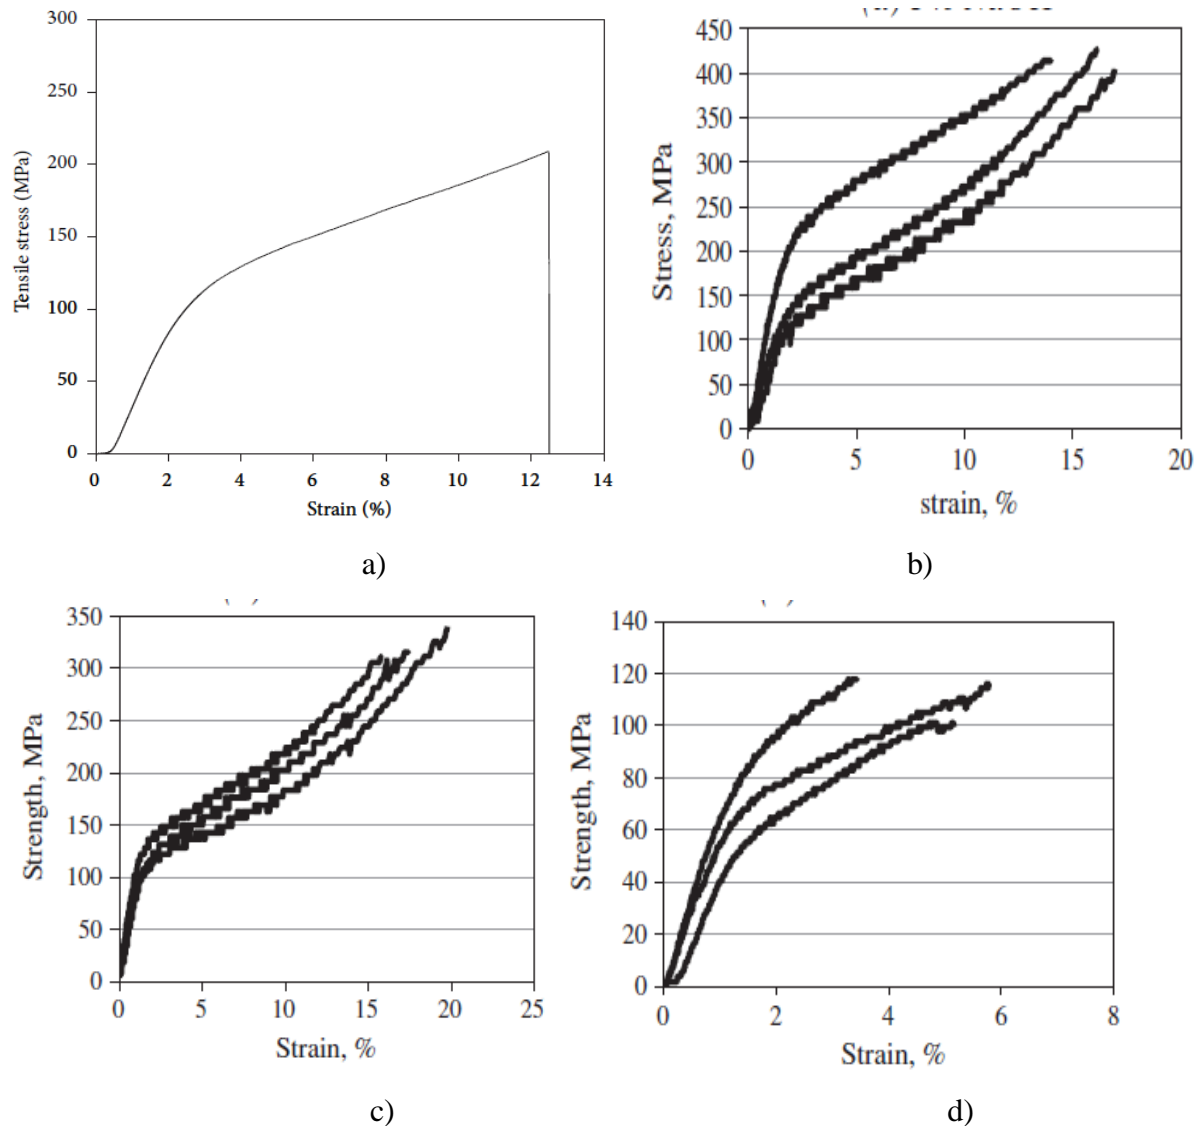 300
250
200
150
100
50
0
Tensile stress (MPa)
0 2 4 6 8 10 12 14
Strain (%)
a)
450
400
350
300
250
200
150
100
50
0
Stress, MPa
0 5 10 15 20
strain, %
b)
350
300
250
200
150
100
50
0
Strength, MPa
0 5 10 15 20 25
Strain, %
c)
140
120
100
80
60
40
20
0
Strength, MPa
0 2 4 6 8
Strain, %
d)